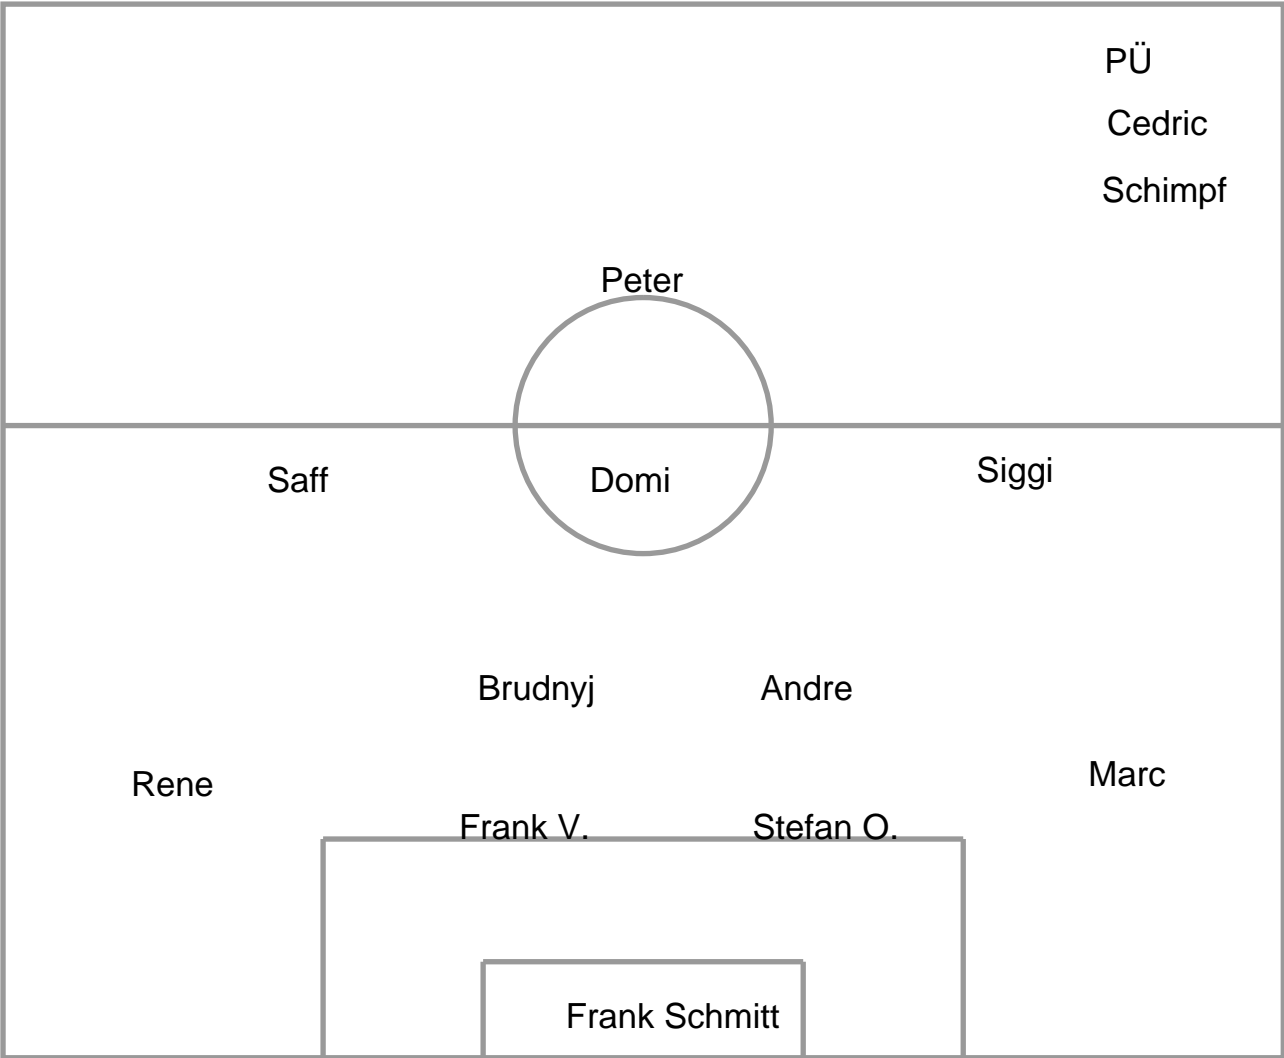 PÜ
Cedric
Schimpf
Peter
Saff
Domi
Siggi
Brudnyj
Andre
Rene
Marc
Frank V.
Stefan O.
Frank Schmitt